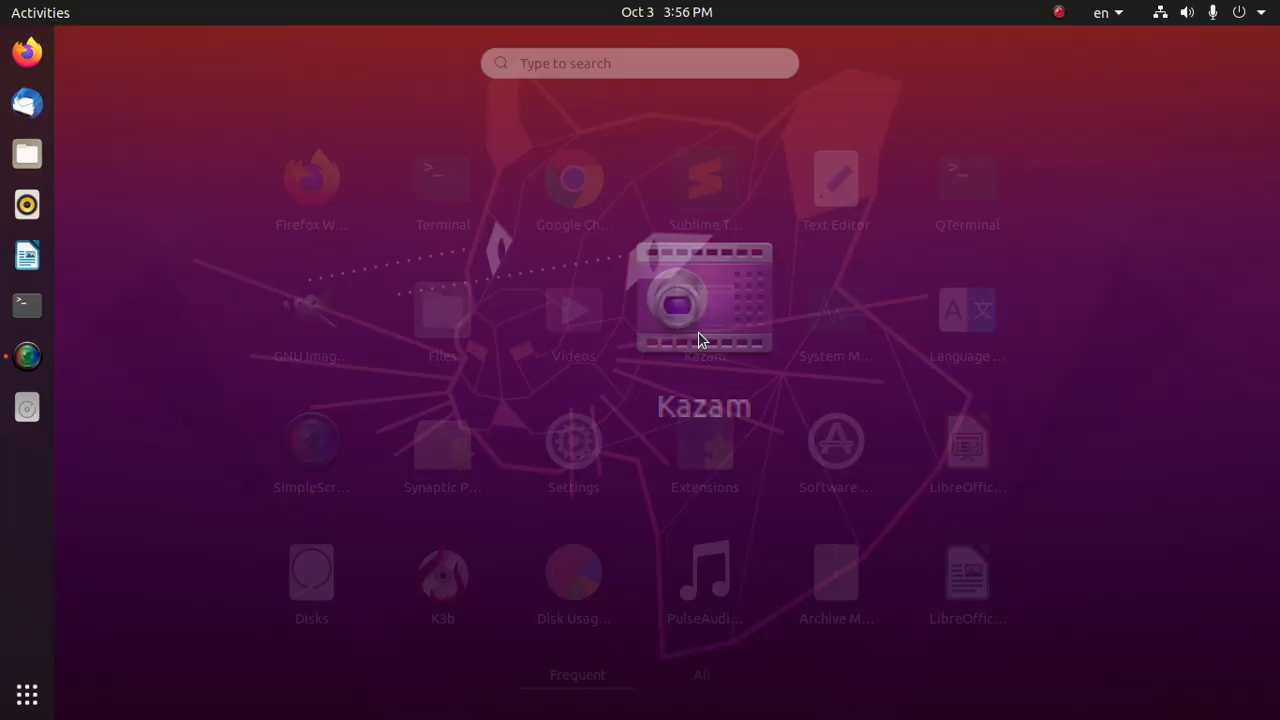 Activities
Oct 3 3:56 PM
en
Type to search
Firefox W...
Terminal
Google Ch...
Sublime T...
Text Editor
QTerminal
GNU Imag...
Files
Videos
Kazam
System M...
Language ...
Kazam
SimpleScr...
Synaptic P...
Settings
Extensions
Software ...
LibreOffic...
Disks
K3b
Disk Usag...
PulseAudi...
Archive M...
LibreOffic...
Frequent
All